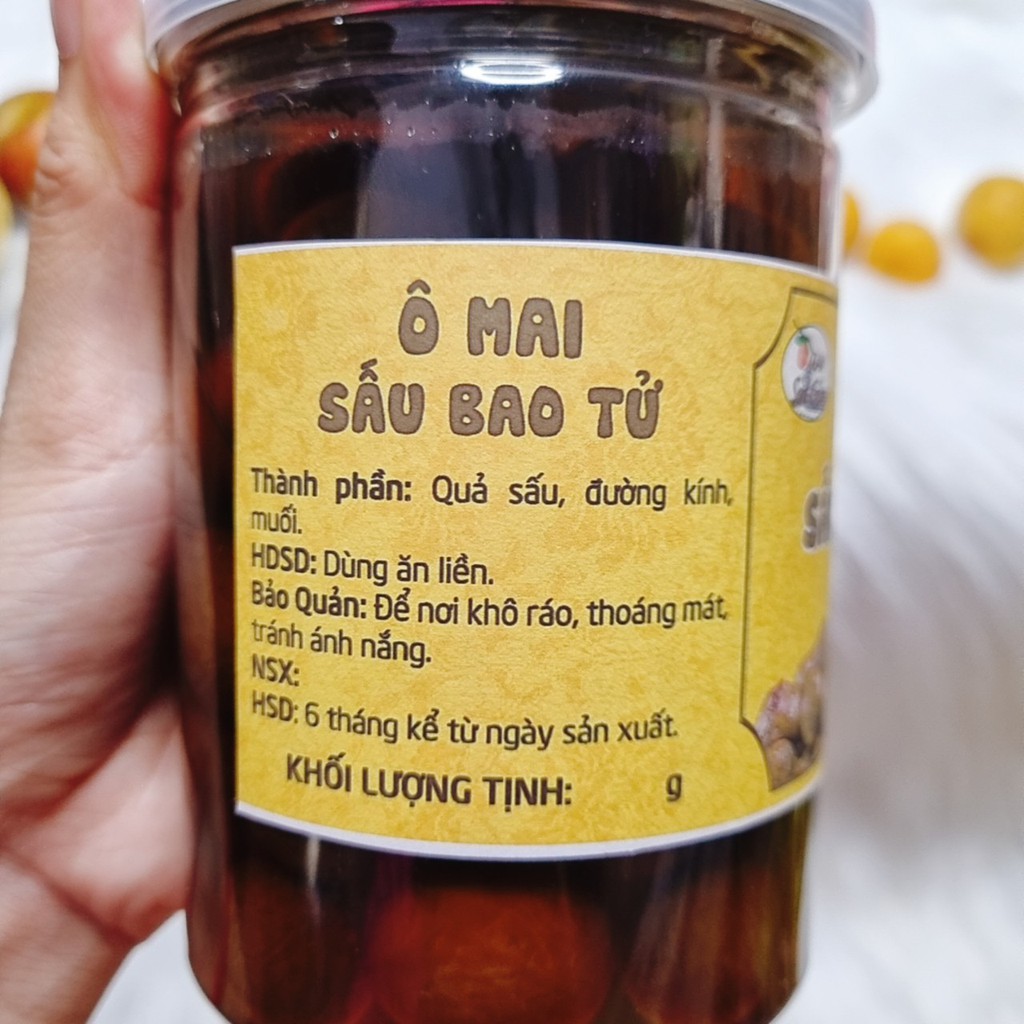 Ô MAI
SẤU BAO TỬ
Thành phần: Quả sấu, đường kính,
muối.
HDSD: Dùng ăn liền.
Bảo Quản: Để nơi khô ráo, thoáng mát,
tránh ánh nắng.
NSX:
HSD: 6 tháng kể từ ngày sản xuất.
KHỐI LƯỢNG TỊNH: g